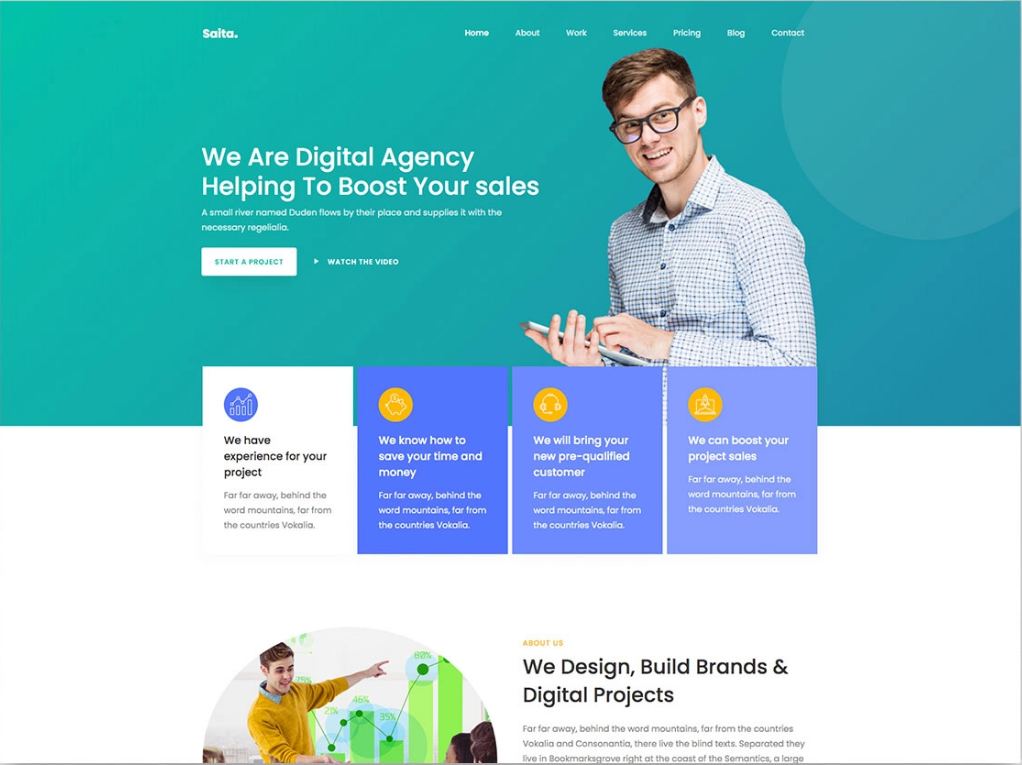 Saita.
Home About Work Services Pricing Blog Contact
We Are Digital Agency
Helping To Boost Your sales
A small river named Duden flows by their place and supplies it with the
necessary regelialia.
START A PROJECT
WATCH THE VIDEO
We have
experience for your
project
Far far away, behind the
word mountains, far from
the countries Vokalia.
We know how to
save your time and
money
Far far away, behind the
word mountains, far from
the countries Vokalia.
We will bring your
new pre-qualified
customer
Far far away, behind the
word mountains, far from
the countries Vokalia.
We can boost your
project sales
Far far away, behind the
word mountains, far from
the countries Vokalia.
75%
21%
46%
35%
80%
ABOUT US
We Design, Build Brands &
Digital Projects
Far far away, behind the word mountains, far from the countries
Vokalia and Consonantia, there live the blind texts. Separated they
live in Bookmarksgrove right at the coast of the Semantics, a large